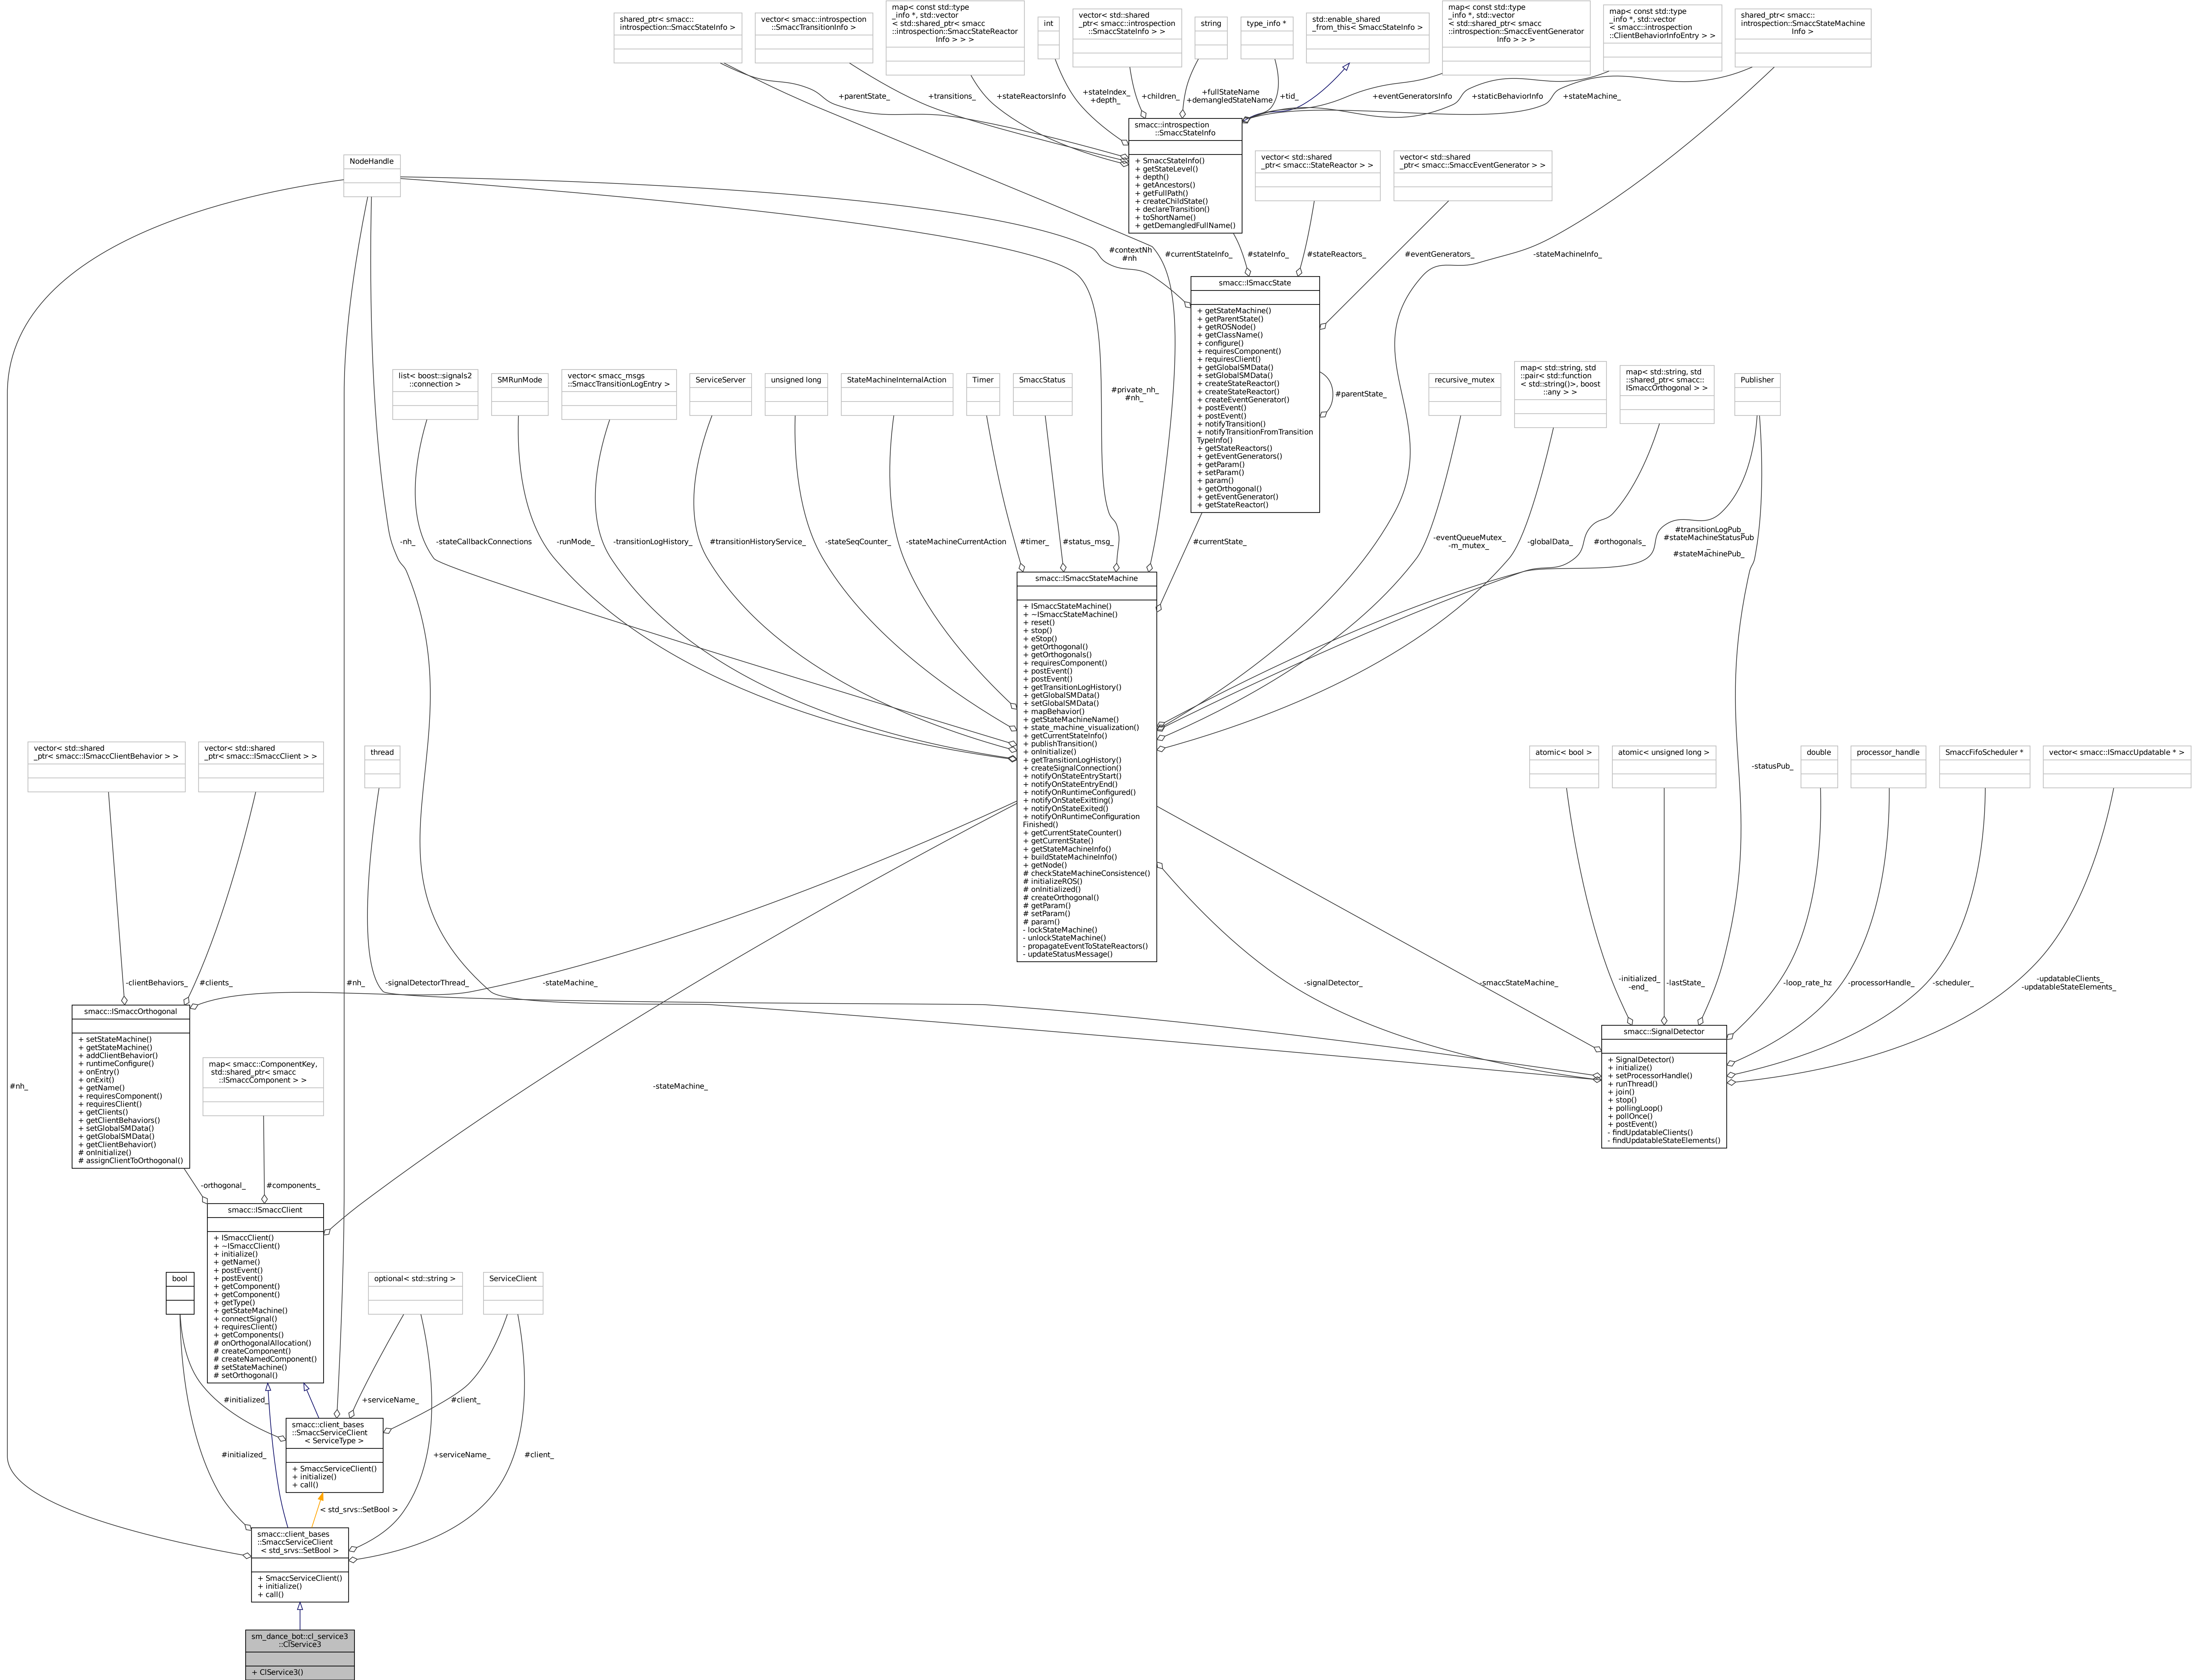 shared_ptr< smacc::
introspection::SmaccStateInfo >
vector< smacc::introspection
::SmaccTransitionInfo >
map< const std::type
_info *, std::vector
< std::shared_ptr< smacc
::introspection::SmaccStateReactor
Info > > >
int
vector< std::shared
_ptr< smacc::introspection
::SmaccStateInfo > >
string
type_info *
std::enable_shared
_from_this< SmaccStateInfo >
map< const std::type
_info *, std::vector
< std::shared_ptr< smacc
::introspection::SmaccEventGenerator
Info > > >
map< const std::type
_info *, std::vector
< smacc::introspection
::ClientBehaviorInfoEntry > >
shared_ptr< smacc::
introspection::SmaccStateMachine
Info >
+parentState_
+transitions_
+stateReactorsInfo
+stateIndex_
+depth_
+children_
+fullStateName
+demangledStateName
+tid_
+eventGeneratorsInfo
+staticBehaviorInfo
+stateMachine_
smacc::introspection
::SmaccStateInfo
+ SmaccStateInfo()
+ getStateLevel()
+ depth()
+ getAncestors()
+ getFullPath()
+ createChildState()
+ declareTransition()
+ toShortName()
+ getDemangledFullName()
NodeHandle
vector< std::shared
_ptr< smacc::StateReactor > >
vector< std::shared
_ptr< smacc::SmaccEventGenerator > >
#contextNh
#nh
#currentStateInfo_
#stateInfo_
#stateReactors_
#eventGenerators_
-stateMachineInfo_
smacc::ISmaccState
+ getStateMachine()
+ getParentState()
+ getROSNode()
+ getClassName()
+ configure()
+ requiresComponent()
+ requiresClient()
+ getGlobalSMData()
+ setGlobalSMData()
+ createStateReactor()
+ createStateReactor()
+ createEventGenerator()
+ postEvent()
+ postEvent()
+ notifyTransition()
+ notifyTransitionFromTransition
TypeInfo()
+ getStateReactors()
+ getEventGenerators()
+ getParam()
+ setParam()
+ param()
+ getOrthogonal()
+ getEventGenerator()
+ getStateReactor()
#parentState_
list< boost::signals2
::connection >
SMRunMode
vector< smacc_msgs
::SmaccTransitionLogEntry >
ServiceServer
unsigned long
StateMachineInternalAction
Timer
SmaccStatus
#private_nh_
#nh_
recursive_mutex
map< std::string, std
::pair< std::function
< std::string()>, boost
::any > >
map< std::string, std
::shared_ptr< smacc::
ISmaccOrthogonal > >
Publisher
-nh_
-stateCallbackConnections
-runMode_
-transitionLogHistory_
#transitionHistoryService_
-stateSeqCounter_
-stateMachineCurrentAction
#timer_
#status_msg_
#currentState_
-eventQueueMutex_
-m_mutex_
-globalData_
#orthogonals_
#transitionLogPub_
#stateMachineStatusPub
_
#stateMachinePub_
smacc::ISmaccStateMachine
+ ISmaccStateMachine()
+ ~ISmaccStateMachine()
+ reset()
+ stop()
+ eStop()
+ getOrthogonal()
+ getOrthogonals()
+ requiresComponent()
+ postEvent()
+ postEvent()
+ getTransitionLogHistory()
+ getGlobalSMData()
+ setGlobalSMData()
+ mapBehavior()
+ getStateMachineName()
+ state_machine_visualization()
+ getCurrentStateInfo()
+ publishTransition()
+ onInitialize()
+ getTransitionLogHistory()
+ createSignalConnection()
+ notifyOnStateEntryStart()
+ notifyOnStateEntryEnd()
+ notifyOnRuntimeConfigured()
+ notifyOnStateExitting()
+ notifyOnStateExited()
+ notifyOnRuntimeConfiguration
Finished()
+ getCurrentStateCounter()
+ getCurrentState()
+ getStateMachineInfo()
+ buildStateMachineInfo()
+ getNode()
# checkStateMachineConsistence()
# initializeROS()
# onInitialized()
# createOrthogonal()
# getParam()
# setParam()
# param()
- lockStateMachine()
- unlockStateMachine()
- propagateEventToStateReactors()
- updateStatusMessage()
vector< std::shared
_ptr< smacc::ISmaccClientBehavior > >
vector< std::shared
_ptr< smacc::ISmaccClient > >
thread
-statusPub_
atomic< bool >
atomic< unsigned long >
double
processor_handle
SmaccFifoScheduler *
vector< smacc::ISmaccUpdatable * >
-clientBehaviors_
#clients_
#nh_
-signalDetectorThread_
-stateMachine_
-signalDetector_
-smaccStateMachine_
-initialized_
-end_
-lastState_
-loop_rate_hz
-processorHandle_
-scheduler_
-updatableClients_
-updatableStateElements_
smacc::ISmaccOrthogonal
+ setStateMachine()
+ getStateMachine()
+ addClientBehavior()
+ runtimeConfigure()
+ onEntry()
+ onExit()
+ getName()
+ requiresComponent()
+ requiresClient()
+ getClients()
+ getClientBehaviors()
+ setGlobalSMData()
+ getGlobalSMData()
+ getClientBehavior()
# onInitialize()
# assignClientToOrthogonal()
smacc::SignalDetector
+ SignalDetector()
+ initialize()
+ setProcessorHandle()
+ runThread()
+ join()
+ stop()
+ pollingLoop()
+ pollOnce()
+ postEvent()
- findUpdatableClients()
- findUpdatableStateElements()
map< smacc::ComponentKey,
std::shared_ptr< smacc
::ISmaccComponent > >
#nh_
-stateMachine_
-orthogonal_
#components_
smacc::ISmaccClient
+ ISmaccClient()
+ ~ISmaccClient()
+ initialize()
+ getName()
+ postEvent()
+ postEvent()
+ getComponent()
+ getComponent()
+ getType()
+ getStateMachine()
+ connectSignal()
+ requiresClient()
+ getComponents()
# onOrthogonalAllocation()
# createComponent()
# createNamedComponent()
# setStateMachine()
# setOrthogonal()
bool
optional< std::string >
ServiceClient
#initialized_
+serviceName_
#client_
smacc::client_bases
::SmaccServiceClient
< ServiceType >
+ SmaccServiceClient()
+ initialize()
+ call()
#initialized_
+serviceName_
#client_
< std_srvs::SetBool >
smacc::client_bases
::SmaccServiceClient
< std_srvs::SetBool >
+ SmaccServiceClient()
+ initialize()
+ call()
sm_dance_bot::cl_service3
::ClService3
+ ClService3()